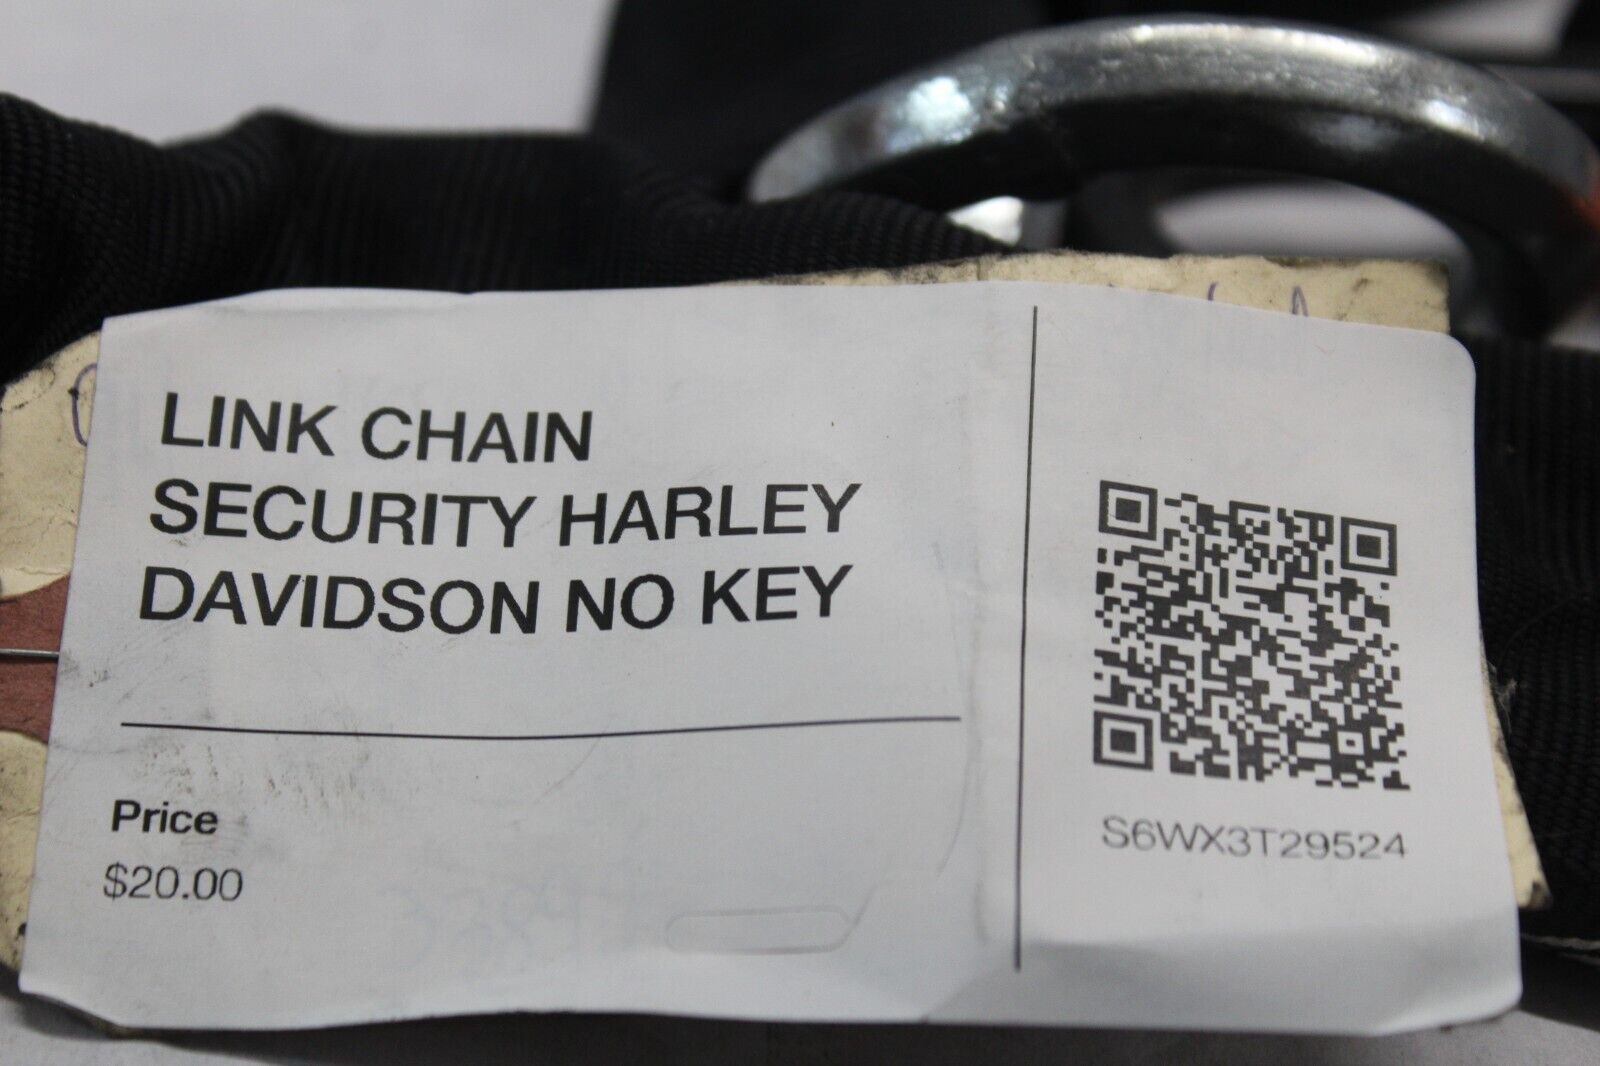 LINK CHAIN
SECURITY HARLEY
DAVIDSON NO KEY
Price
$20.00
S6WX3T29524